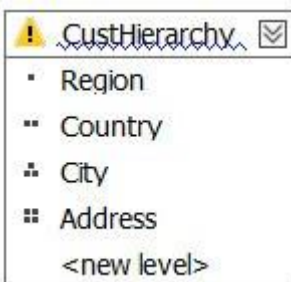 CustHierarchy
Region
Country
City
Address
<new level>